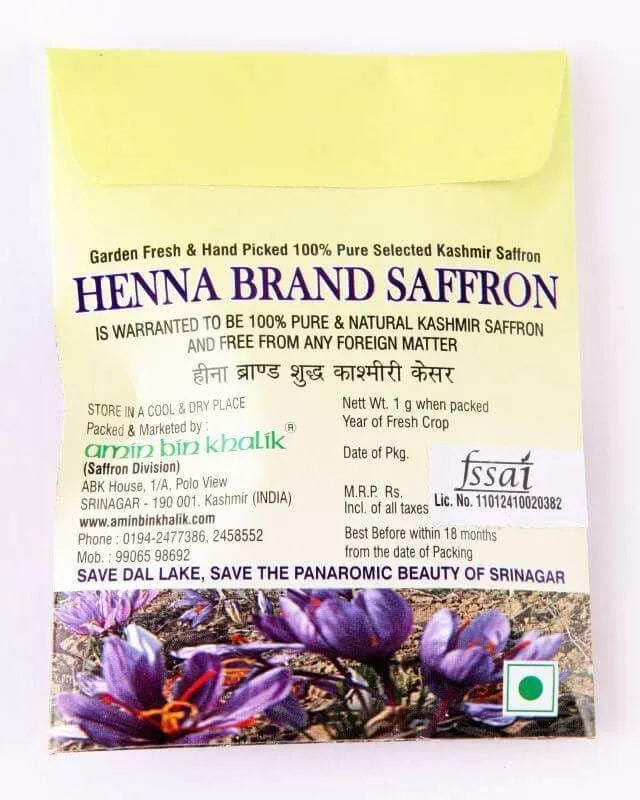 Garden Fresh & Hand Picked 100% Pure Selected Kashmir Saffron
HENNA BRAND SAFFRON
IS WARRANTED TO BE 100% PURE & NATURAL KASHMIR SAFFRON
AND FREE FROM ANY FOREIGN MATTER
हीना ब्राण्ड शुद्ध काश्मीरी केसर
STORE IN A COOL & DRY PLACE
Packed & Marketed by :
amin bin khalik ®
(Saffron Division)
ABK House, 1/A, Polo View
SRINAGAR - 190 001. Kashmir (INDIA)
www.aminbinkhalik.com
Phone : 0194-2477386, 2458552
Mob. : 99065 98692
Nett Wt. 1 g when packed
Year of Fresh Crop
Date of Pkg.
M.R.P. Rs.
Incl. of all taxes
fssai
Lic. No. 11012410020382
Best Before within 18 months
from the date of Packing
SAVE DAL LAKE, SAVE THE PANAROMIC BEAUTY OF SRINAGAR